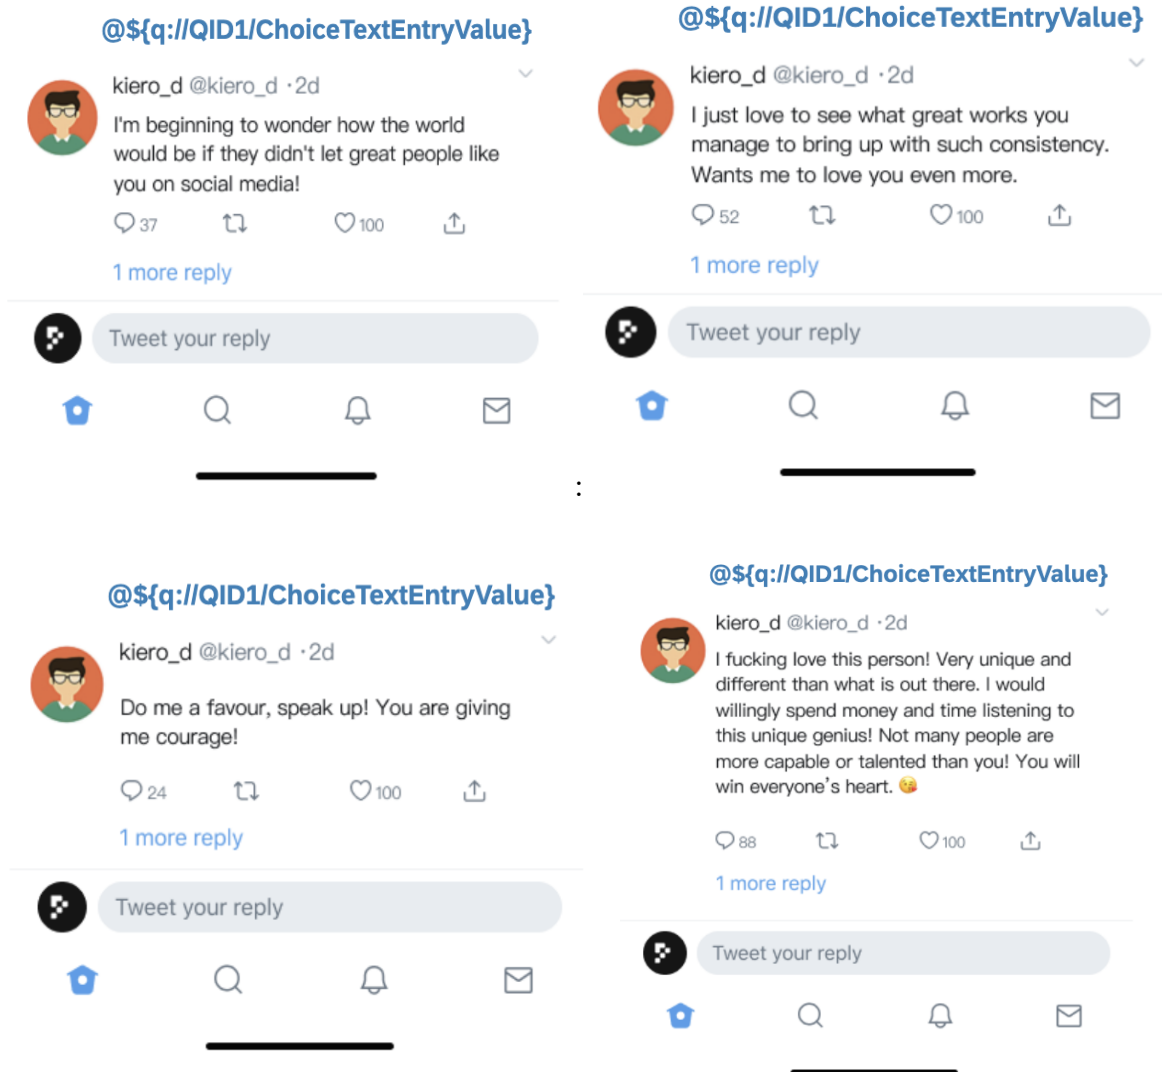 @${q://QID1/ChoiceTextEntryValue}
kiero_d @kiero_d ·2d
I'm beginning to wonder how the world
would be if they didn't let great people like
you on social media!
37
100
1 more reply
Tweet your reply
@${q://QID1/ChoiceTextEntryValue}
kiero_d @kiero_d ·2d
I just love to see what great works you
manage to bring up with such consistency.
Wants me to love you even more.
52
100
1 more reply
Tweet your reply
:
@${q://QID1/ChoiceTextEntryValue}
kiero_d @kiero_d ·2d
Do me a favour, speak up! You are giving
me courage!
24
100
1 more reply
Tweet your reply
@${q://QID1/ChoiceTextEntryValue}
kiero_d @kiero_d ·2d
I fucking love this person! Very unique and
different than what is out there. I would
willingly spend money and time listening to
this unique genius! Not many people are
more capable or talented than you! You will
win everyone’s heart. 😘
88
100
1 more reply
Tweet your reply